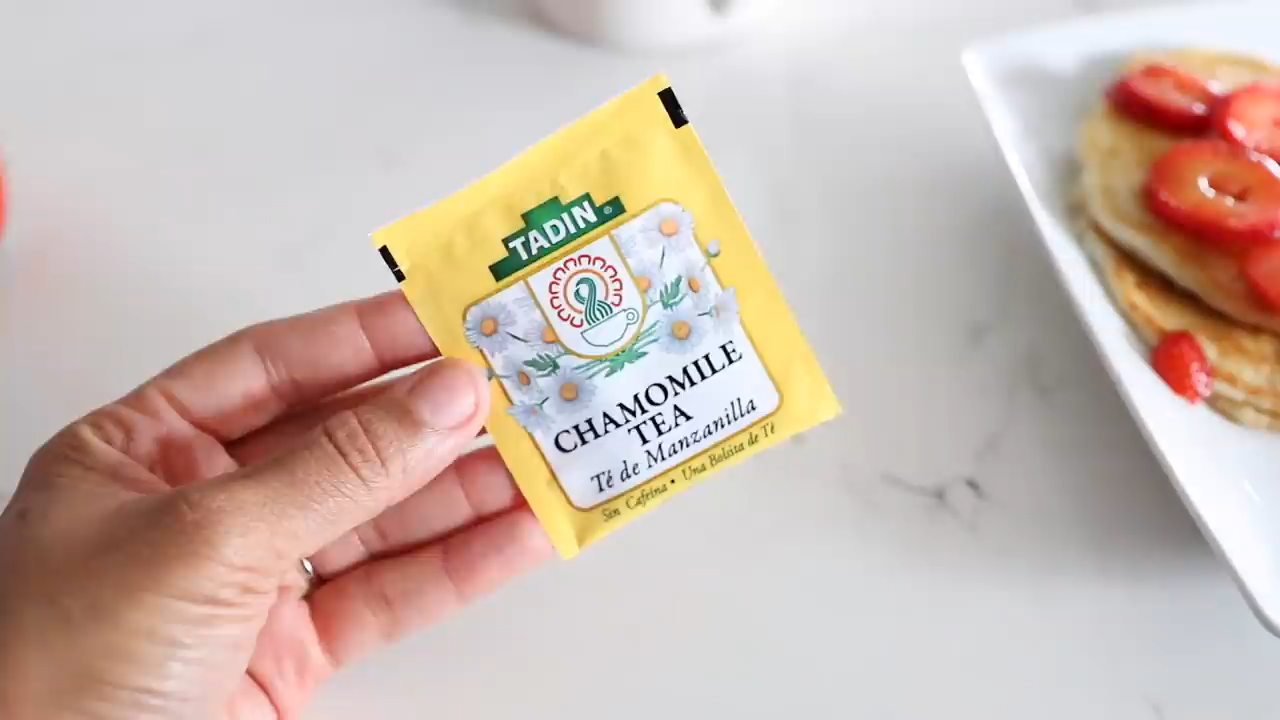 TADIN®
CHAMOMILE
TEA
Té de Manzanilla
Sin Cafeína • Una Bolsita de Té